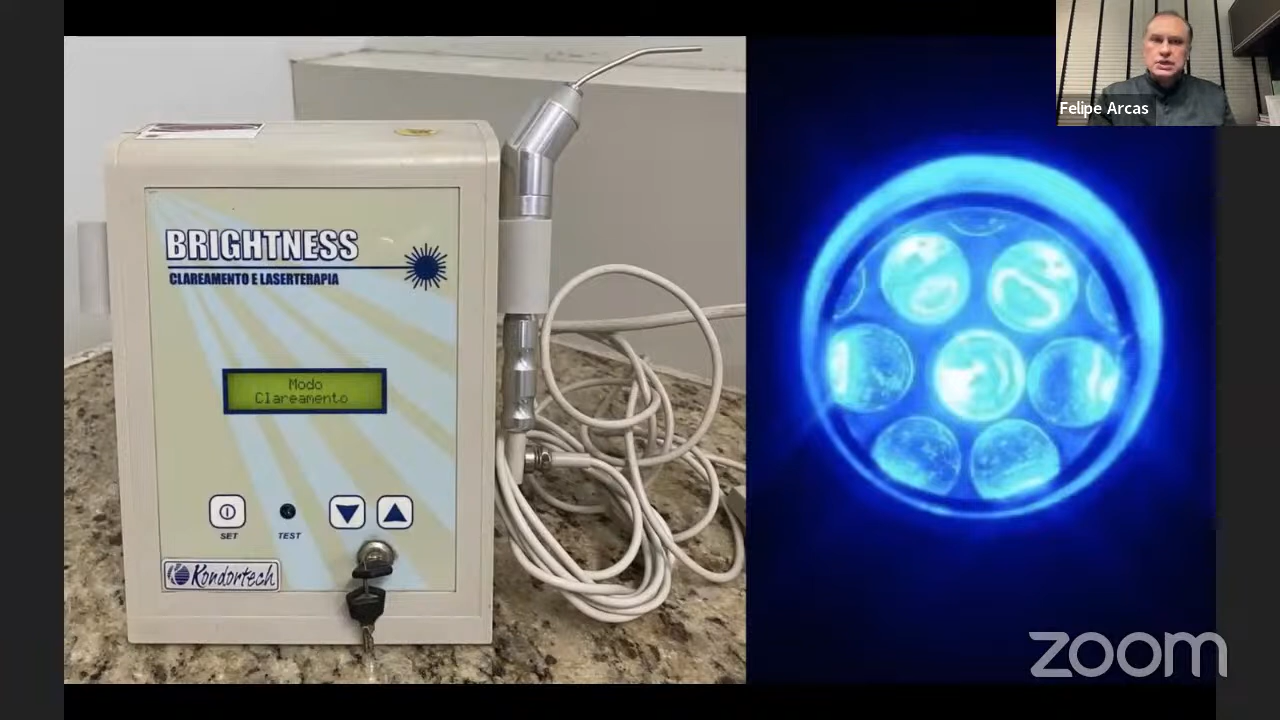 BRIGHTNESS
CLAREAMENTO E LASERTERAPIA
Modo
Clareamento
SET
TEST
Kondortech
Felipe Arcas
zoom